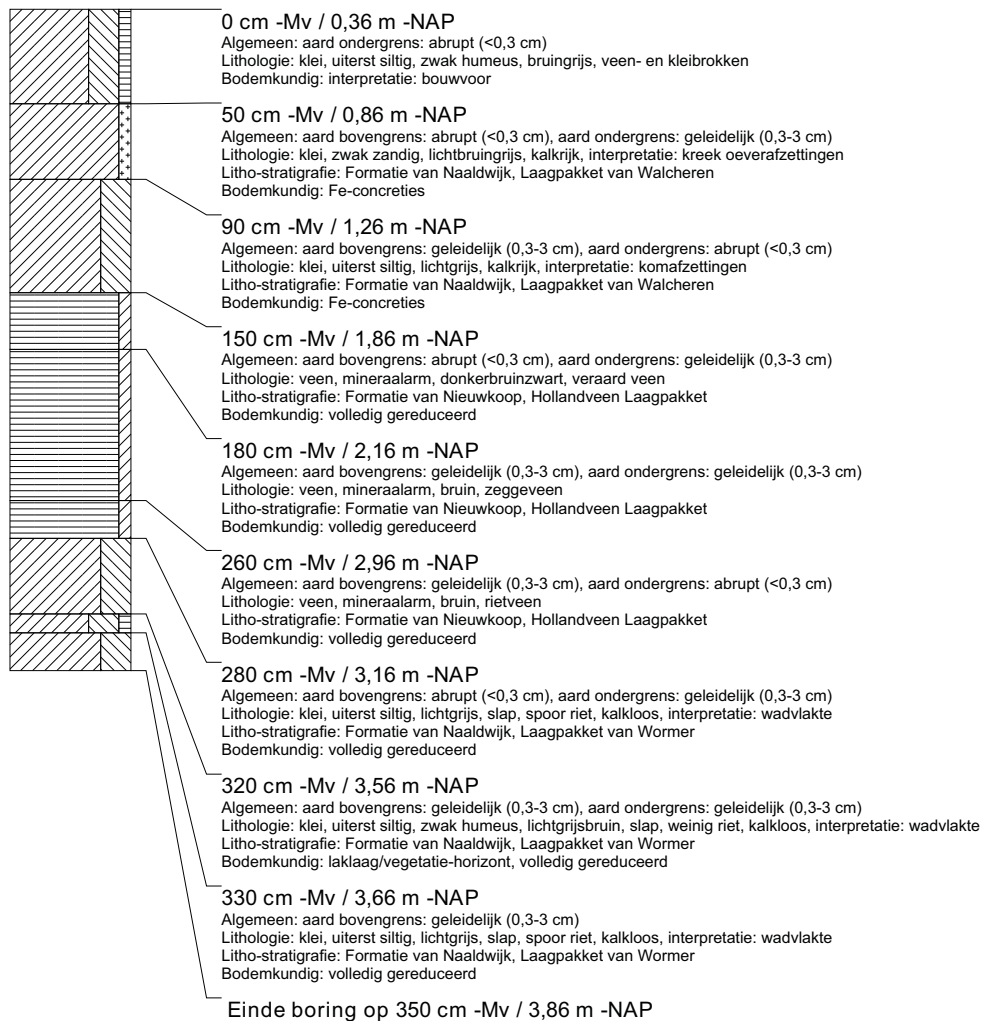 0 cm -Mv / 0,36 m -NAP
Algemeen: aard ondergrens: abrupt (<0,3 cm)
Lithologie: klei, uiterst siltig, zwak humeus, bruingrijs, veen- en kleibrokken
Bodemkundig: interpretatie: bouwvoor
50 cm -Mv / 0,86 m -NAP
Algemeen: aard bovengrens: abrupt (<0,3 cm), aard ondergrens: geleidelijk (0,3-3 cm)
Lithologie: klei, zwak zandig, lichtbruingrijs, kalkrijk, interpretatie: kreek oeverafzettingen
Litho-stratigrafie: Formatie van Naaldwijk, Laagpakket van Walcheren
Bodemkundig: Fe-concreties
90 cm -Mv / 1,26 m -NAP
Algemeen: aard bovengrens: geleidelijk (0,3-3 cm), aard ondergrens: abrupt (<0,3 cm)
Lithologie: klei, uiterst siltig, lichtgrijs, kalkrijk, interpretatie: komafzettingen
Litho-stratigrafie: Formatie van Naaldwijk, Laagpakket van Walcheren
Bodemkundig: Fe-concreties
150 cm -Mv / 1,86 m -NAP
Algemeen: aard bovengrens: abrupt (<0,3 cm), aard ondergrens: geleidelijk (0,3-3 cm)
Lithologie: veen, mineraalarm, donkerbruinzwart, veraard veen
Litho-stratigrafie: Formatie van Nieuwkoop, Hollandveen Laagpakket
Bodemkundig: volledig gereduceerd
180 cm -Mv / 2,16 m -NAP
Algemeen: aard bovengrens: geleidelijk (0,3-3 cm), aard ondergrens: geleidelijk (0,3-3 cm)
Lithologie: veen, mineraalarm, bruin, zeggeveen
Litho-stratigrafie: Formatie van Nieuwkoop, Hollandveen Laagpakket
Bodemkundig: volledig gereduceerd
260 cm -Mv / 2,96 m -NAP
Algemeen: aard bovengrens: geleidelijk (0,3-3 cm), aard ondergrens: abrupt (<0,3 cm)
Lithologie: veen, mineraalarm, bruin, rietveen
Litho-stratigrafie: Formatie van Nieuwkoop, Hollandveen Laagpakket
Bodemkundig: volledig gereduceerd
280 cm -Mv / 3,16 m -NAP
Algemeen: aard bovengrens: abrupt (<0,3 cm), aard ondergrens: geleidelijk (0,3-3 cm)
Lithologie: klei, uiterst siltig, lichtgrijs, slap, spoor riet, kalkloos, interpretatie: wadvlakte
Litho-stratigrafie: Formatie van Naaldwijk, Laagpakket van Wormer
Bodemkundig: volledig gereduceerd
320 cm -Mv / 3,56 m -NAP
Algemeen: aard bovengrens: geleidelijk (0,3-3 cm), aard ondergrens: geleidelijk (0,3-3 cm)
Lithologie: klei, uiterst siltig, zwak humeus, lichtgrijsbruin, slap, weinig riet, kalkloos, interpretatie: wadvlakte
Litho-stratigrafie: Formatie van Naaldwijk, Laagpakket van Wormer
Bodemkundig: laklaag/vegetatie-horizont, volledig gereduceerd
330 cm -Mv / 3,66 m -NAP
Algemeen: aard bovengrens: geleidelijk (0,3-3 cm)
Lithologie: klei, uiterst siltig, lichtgrijs, slap, spoor riet, kalkloos, interpretatie: wadvlakte
Litho-stratigrafie: Formatie van Naaldwijk, Laagpakket van Wormer
Bodemkundig: volledig gereduceerd
Einde boring op 350 cm -Mv / 3,86 m -NAP